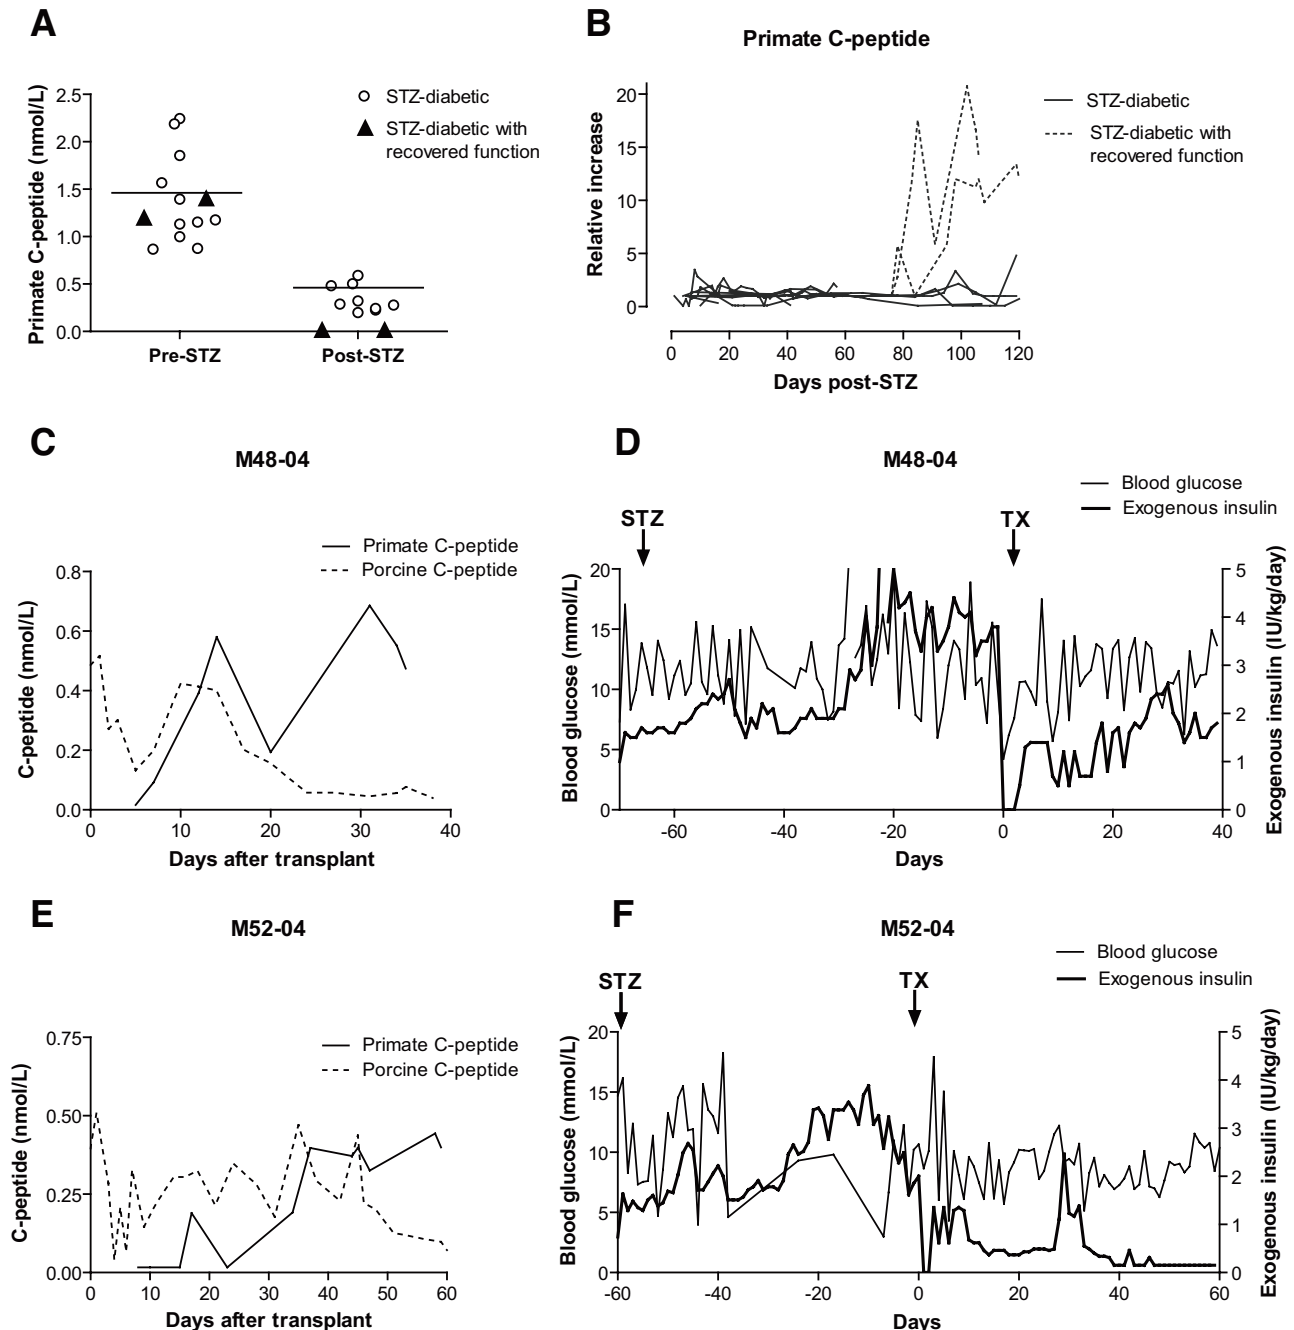 A
Primate C-peptide (nmol/L)
2.5
2.0
1.5
1.0
0.5
0.0
Pre-STZ
Post-STZ
STZ-diabetic
STZ-diabetic with
recovered function
B
Primate C-peptide
Relative increase
20
15
10
5
0
0 20 40 60 80 100 120
Days post-STZ
STZ-diabetic
STZ-diabetic with
recovered function
C
M48-04
Primate C-peptide
Porcine C-peptide
C-peptide (nmol/L)
0.8
0.6
0.4
0.2
0.0
0 10 20 30 40
Days after transplant
D
M48-04
Blood glucose
Exogenous insulin
STZ
TX
Blood glucose (mmol/L)
20
15
10
5
0
Exogenous insulin (IU/kg/day)
5
4
3
2
1
0
-60 -40 -20 0 20 40
Days
E
M52-04
Primate C-peptide
Porcine C-peptide
C-peptide (nmol/L)
0.75
0.50
0.25
0.00
0 10 20 30 40 50 60
Days after transplant
F
M52-04
Blood glucose
Exogenous insulin
STZ
TX
Blood glucose (mmol/L)
20
15
10
5
0
Exogenous insulin (IU/kg/day)
5
4
3
2
1
0
-60 -40 -20 0 20 40 60
Days